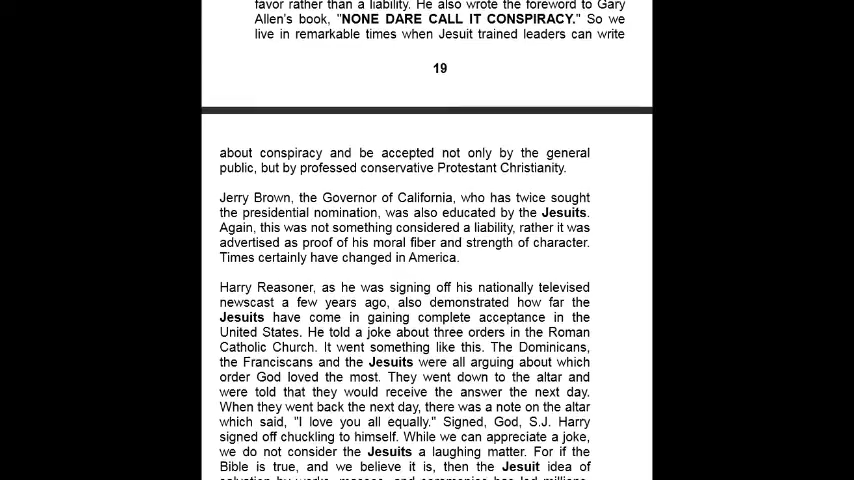 favor rather than a liability. He also wrote the foreword to Gary
Allen's book, "NONE DARE CALL IT CONSPIRACY." So we
live in remarkable times when Jesuit trained leaders can write
19
about conspiracy and be accepted not only by the general
public, but by professed conservative Protestant Christianity.
Jerry Brown, the Governor of California, who has twice sought
the presidential nomination, was also educated by the Jesuits.
Again, this was not something considered a liability, rather it was
advertised as proof of his moral fiber and strength of character.
Times certainly have changed in America.
Harry Reasoner, as he was signing off his nationally televised
newscast a few years ago, also demonstrated how far the
Jesuits have come in gaining complete acceptance in the
United States. He told a joke about three orders in the Roman
Catholic Church. It went something like this. The Dominicans,
the Franciscans and the Jesuits were all arguing about which
order God loved the most. They went down to the altar and
were told that they would receive the answer the next day.
When they went back the next day, there was a note on the altar
which said, "I love you all equally." Signed, God, S.J. Harry
signed off chuckling to himself. While we can appreciate a joke,
we do not consider the Jesuits a laughing matter. For if the
Bible is true, and we believe it is, then the Jesuit idea of
salvation by works, masses, and ceremonies has led millions